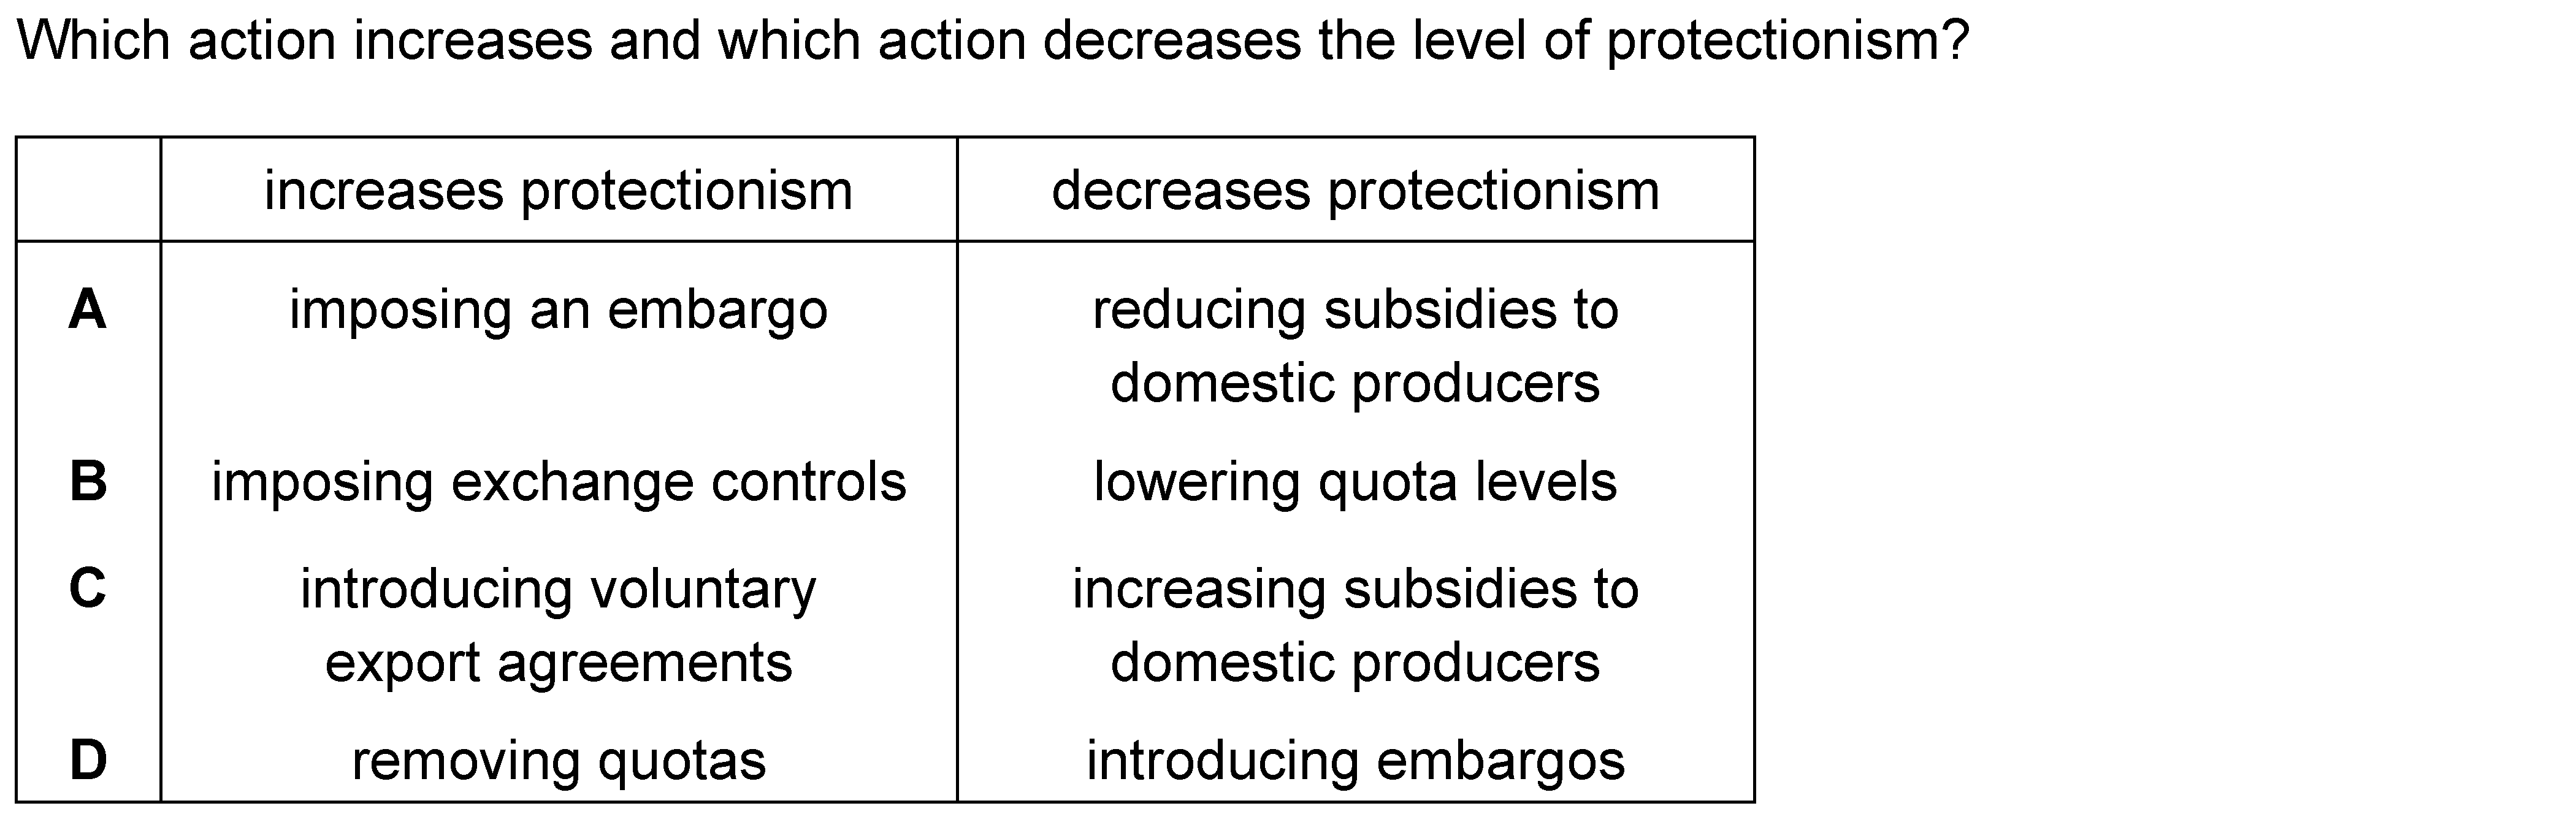 Which action increases and which action decreases the level of protectionism?
increases protectionism decreases protectionism
A imposing an embargo reducing subsidies to
domestic producers
B imposing exchange controls lowering quota levels
C introducing voluntary increasing subsidies to
export agreements domestic producers
D removing quotas introducing embargos